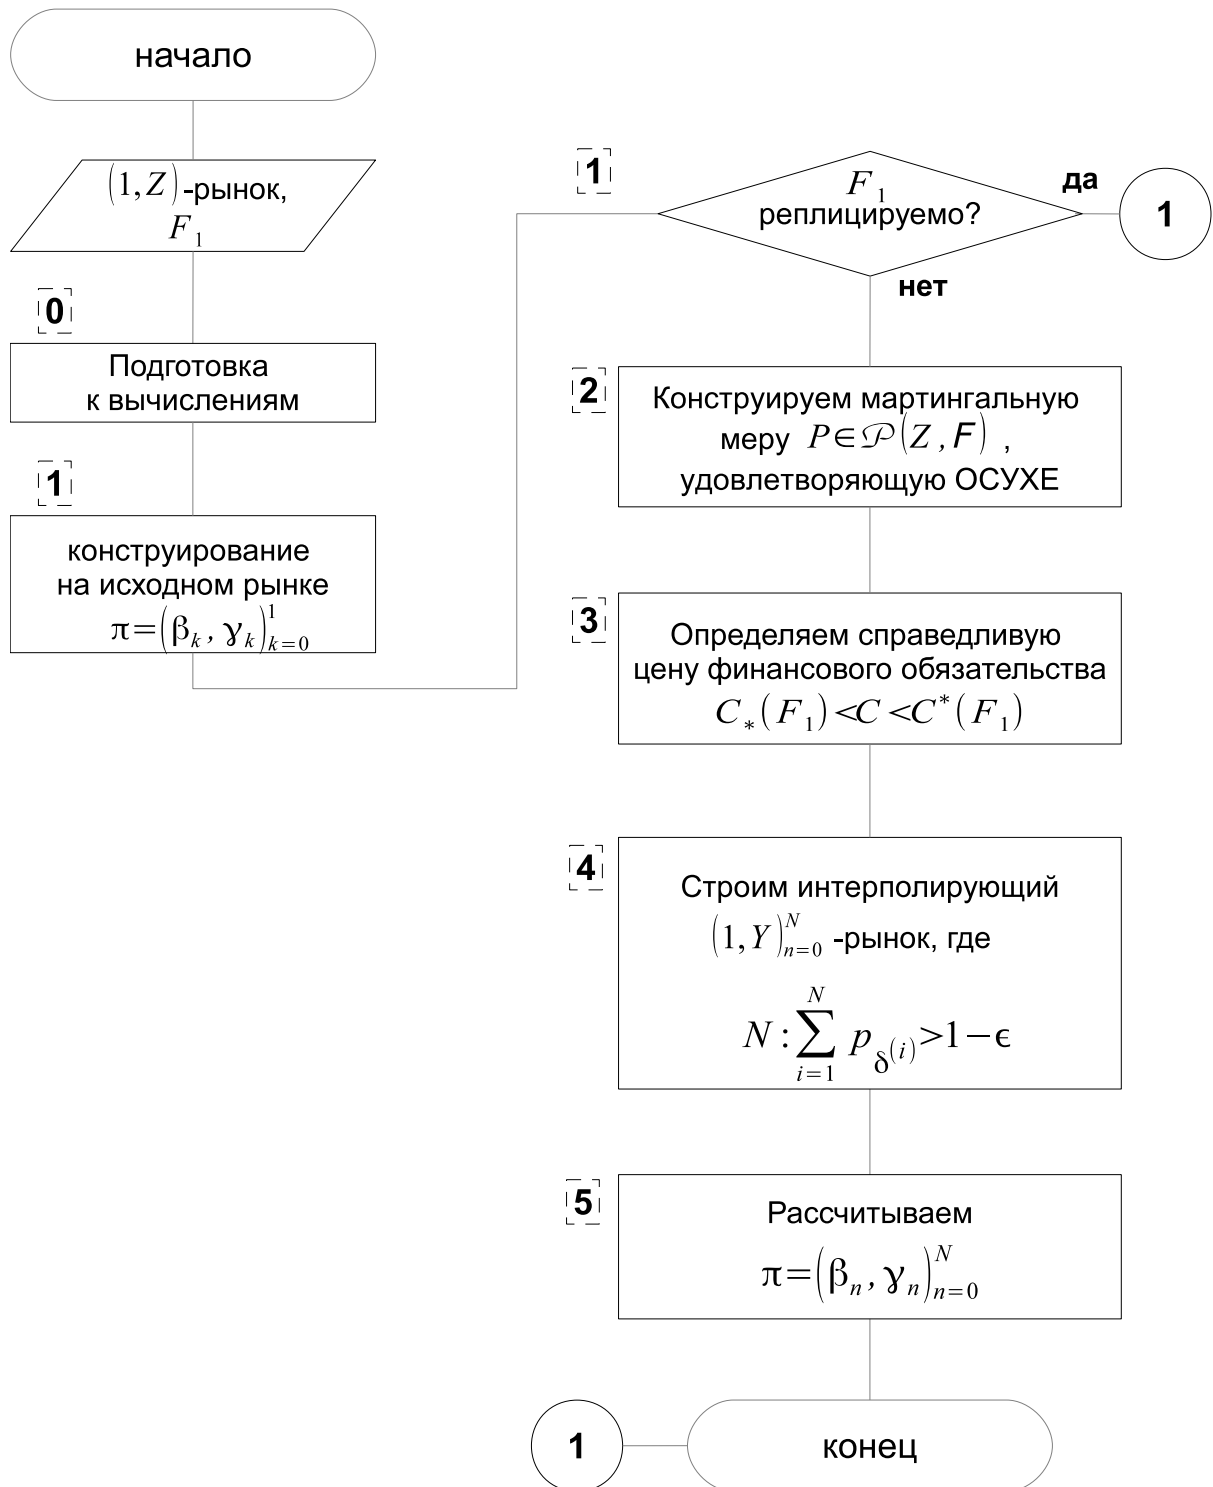 начало
(1, Z)-рынок,
F₁
0
Подготовка
к вычислениям
1
конструирование
на исходном рынке
π=(β_k, γ_k)_{k=0}^{1}
1
F₁
реплицируемо?
да
1
нет
2
Конструируем мартингальную
меру P∈𝒫(Z, F) ,
удовлетворяющую ОСУХЕ
3
Определяем справедливую
цену финансового обязательства
C_*(F₁)<C<C^*(F₁)
4
Строим интерполирующий
(1, Y)_{n=0}^{N} -рынок, где
N : ∑_{i=1}^{N} p_{δ^{(i)}}>1−ϵ
5
Рассчитываем
π=(β_n, γ_n)_{n=0}^{N}
1
конец